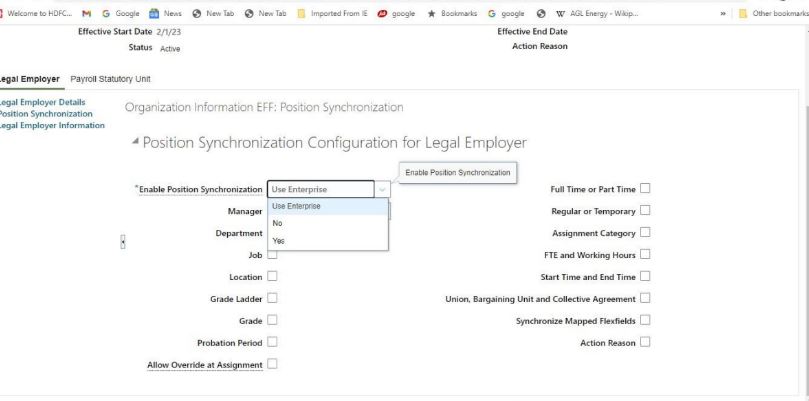 Welcome to HDFC... Google News New Tab New Tab Imported From IE google Bookmarks google AGL Energy - Wikip... » Other bookmarks
Effective Start Date 2/1/23 Effective End Date
Status Active Action Reason
Legal Employer Payroll Statutory Unit
Legal Employer Details
Position Synchronization
Legal Employer Information
Organization Information EFF: Position Synchronization
Position Synchronization Configuration for Legal Employer
Enable Position Synchronization
*Enable Position Synchronization Use Enterprise Full Time or Part Time
Manager Use Enterprise Regular or Temporary
No
Department Assignment Category
Yes
Job FTE and Working Hours
Location Start Time and End Time
Grade Ladder Union, Bargaining Unit and Collective Agreement
Grade Synchronize Mapped Flexfields
Probation Period Action Reason
Allow Override at Assignment